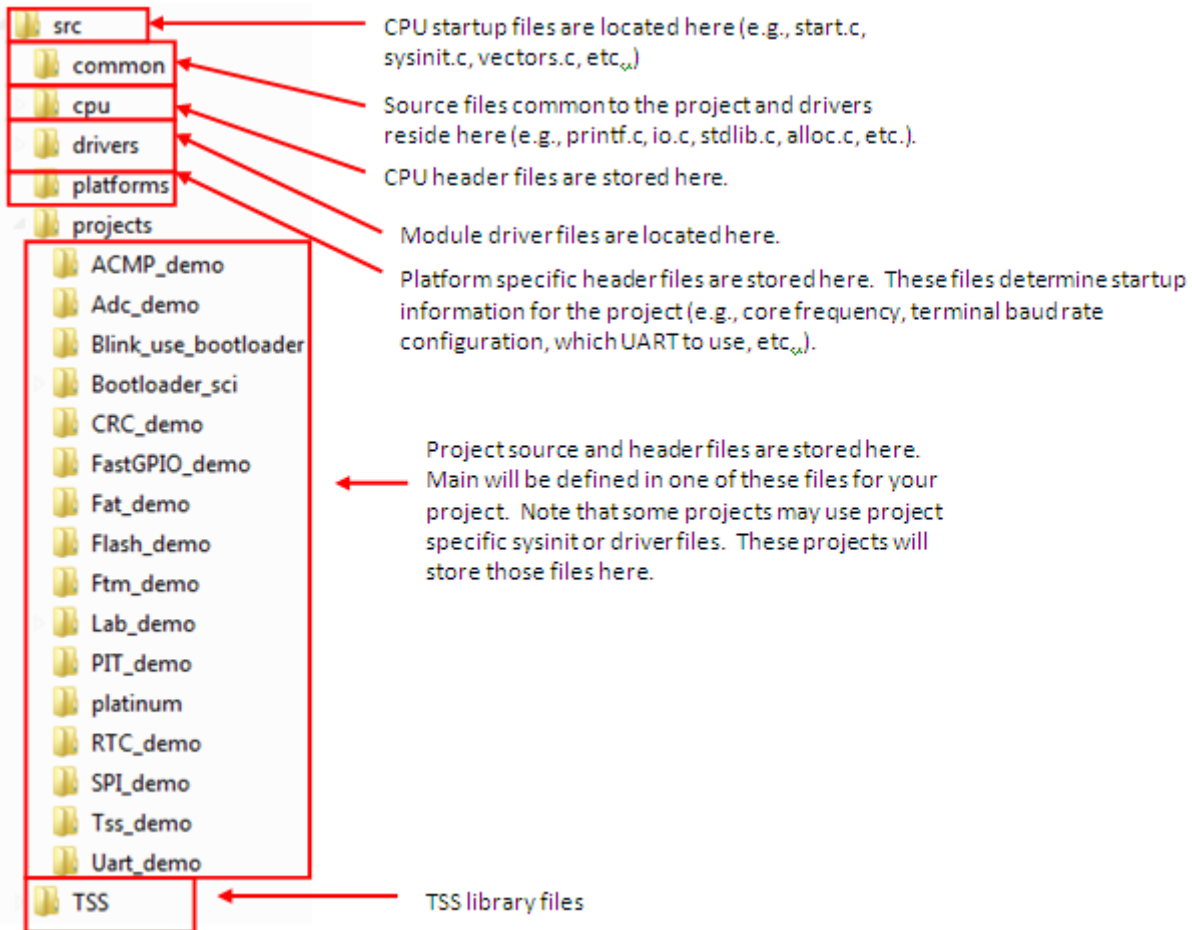 src
CPU startup files are located here (e.g., start.c,
sysinit.c, vectors.c, etc,,)
common
cpu
Source files common to the project and drivers
reside here (e.g., printf.c, io.c, stdlib.c, alloc.c, etc.).
drivers
CPU header files are stored here.
platforms
projects
Module driver files are located here.
ACMP_demo
Platform specific header files are stored here. These files determine startup
information for the project (e.g., core frequency, terminal baud rate
configuration, which UART to use, etc,,).
Adc_demo
Blink_use_bootloader
Bootloader_sci
CRC_demo
FastGPIO_demo
Fat_demo
Flash_demo
Ftm_demo
Project source and header files are stored here.
Main will be defined in one of these files for your
project. Note that some projects may use project
specific sysinit or driver files. These projects will
store those files here.
Lab_demo
PIT_demo
platinum
RTC_demo
SPI_demo
Tss_demo
Uart_demo
TSS
TSS library files